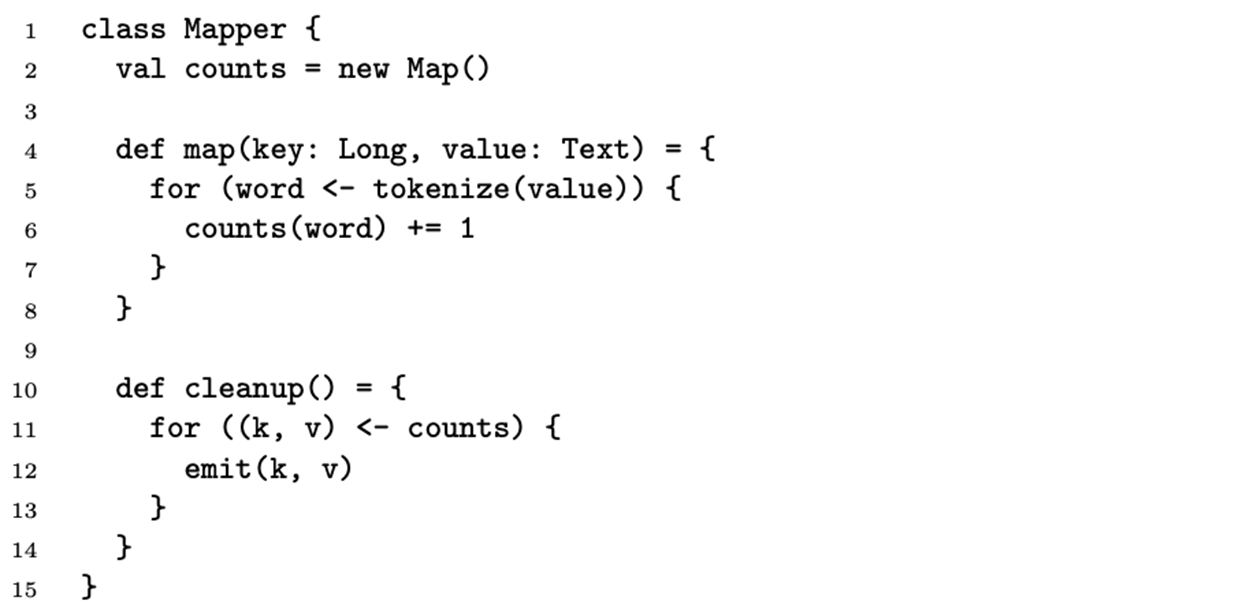 1 class Mapper {
2 val counts = new Map()
3
4 def map(key: Long, value: Text) = {
5 for (word <- tokenize(value)) {
6 counts(word) += 1
7 }
8 }
9
10 def cleanup() = {
11 for ((k, v) <- counts) {
12 emit(k, v)
13 }
14 }
15 }